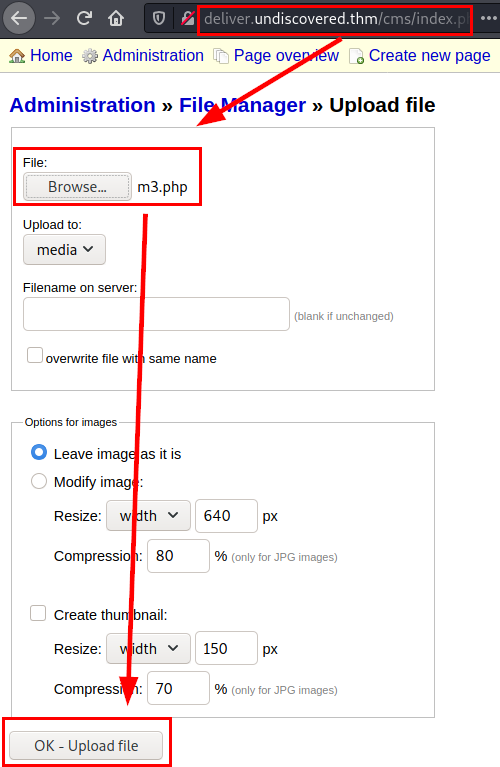 deliver.undiscovered.thm/cms/index.p
Home Administration Page overview Create new page
Administration » File Manager » Upload file
File:
Browse... m3.php
Upload to:
media
Filename on server:
(blank if unchanged)
overwrite file with same name
Options for images
Leave image as it is
Modify image:
Resize: width 640 px
Compression: 80 % (only for JPG images)
Create thumbnail:
Resize: width 150 px
Compression: 70 % (only for JPG images)
OK - Upload file